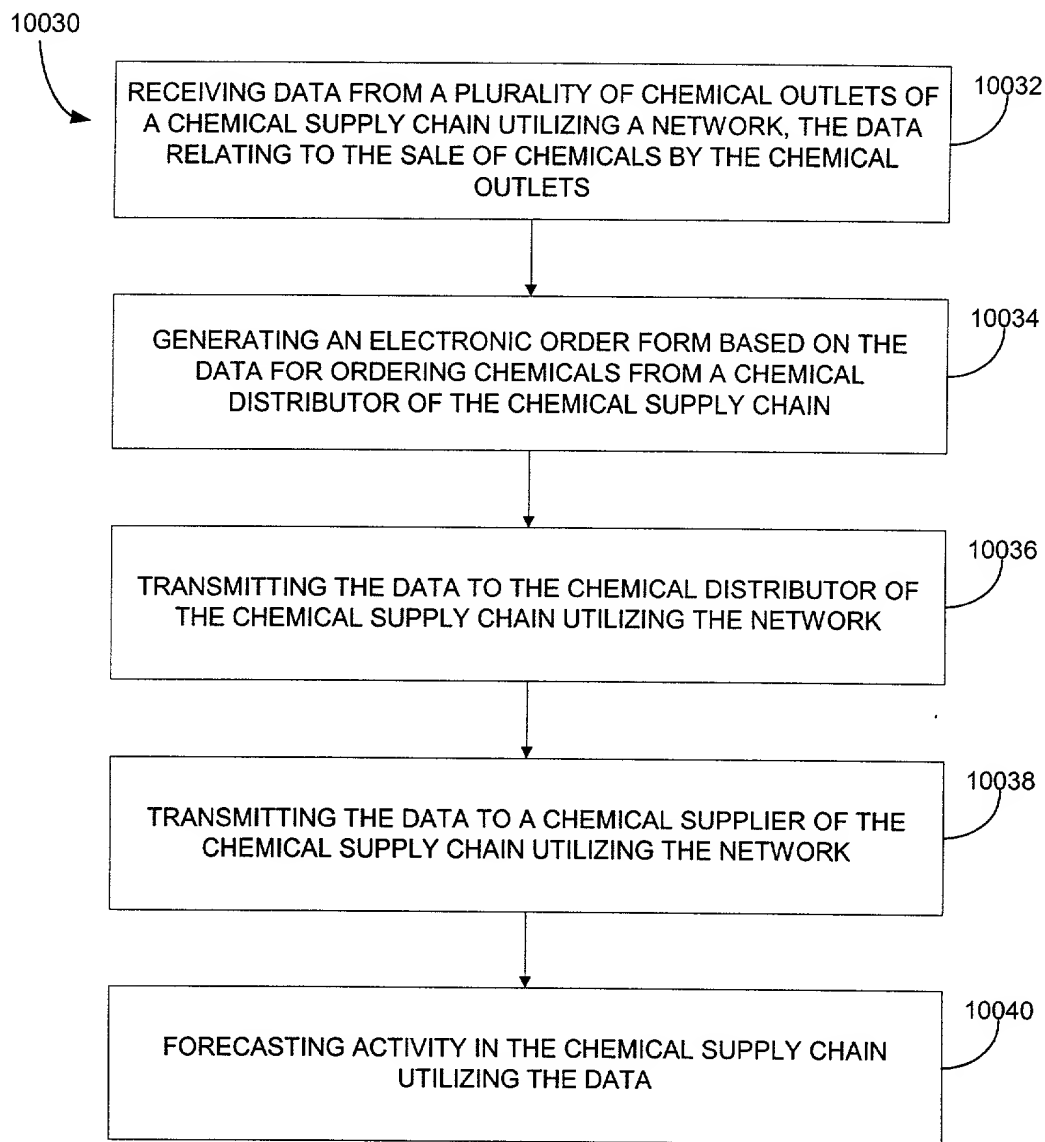 10030
10032
RECEIVING DATA FROM A PLURALITY OF CHEMICAL OUTLETS OF
A CHEMICAL SUPPLY CHAIN UTILIZING A NETWORK, THE DATA
RELATING TO THE SALE OF CHEMICALS BY THE CHEMICAL
OUTLETS
10034
GENERATING AN ELECTRONIC ORDER FORM BASED ON THE
DATA FOR ORDERING CHEMICALS FROM A CHEMICAL
DISTRIBUTOR OF THE CHEMICAL SUPPLY CHAIN
10036
TRANSMITTING THE DATA TO THE CHEMICAL DISTRIBUTOR OF
THE CHEMICAL SUPPLY CHAIN UTILIZING THE NETWORK
10038
TRANSMITTING THE DATA TO A CHEMICAL SUPPLIER OF THE
CHEMICAL SUPPLY CHAIN UTILIZING THE NETWORK
10040
FORECASTING ACTIVITY IN THE CHEMICAL SUPPLY CHAIN
UTILIZING THE DATA